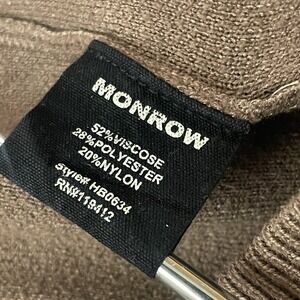 MONROW
52%VISCOSE
28%POLYESTER
20%NYLON
Style# HB0634
RN#119412